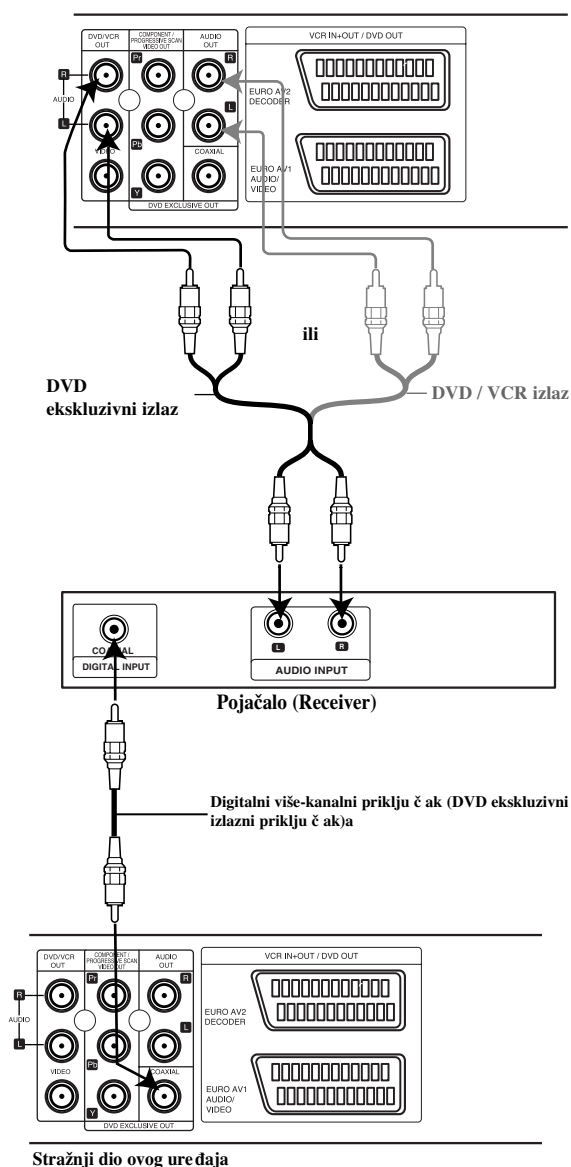 DVD/VCR
OUT
COMPONENT /
PROGRESSIVE SCAN
VIDEO OUT
AUDIO
OUT
VCR IN+OUT / DVD OUT
Pr
R
R
AUDIO
L
L
EURO AV2
DECODER
VIDEO
Pb
COAXIAL
EURO AV1
AUDIO/
VIDEO
Y
DVD EXCLUSIVE OUT
ili
DVD
ekskluzivni izlaz
DVD / VCR izlaz
COAXIAL
DIGITAL INPUT
L
R
AUDIO INPUT
Pojačalo (Receiver)
Digitalni više-kanalni priklju č ak (DVD ekskluzivni
izlazni priklju č ak)a
DVD/VCR
OUT
COMPONENT /
PROGRESSIVE SCAN
VIDEO OUT
AUDIO
OUT
VCR IN+OUT / DVD OUT
Pr
R
R
AUDIO
L
L
EURO AV2
DECODER
VIDEO
Pb
COAXIAL
EURO AV1
AUDIO/
VIDEO
Y
DVD EXCLUSIVE OUT
Stražnji dio ovog uređaja